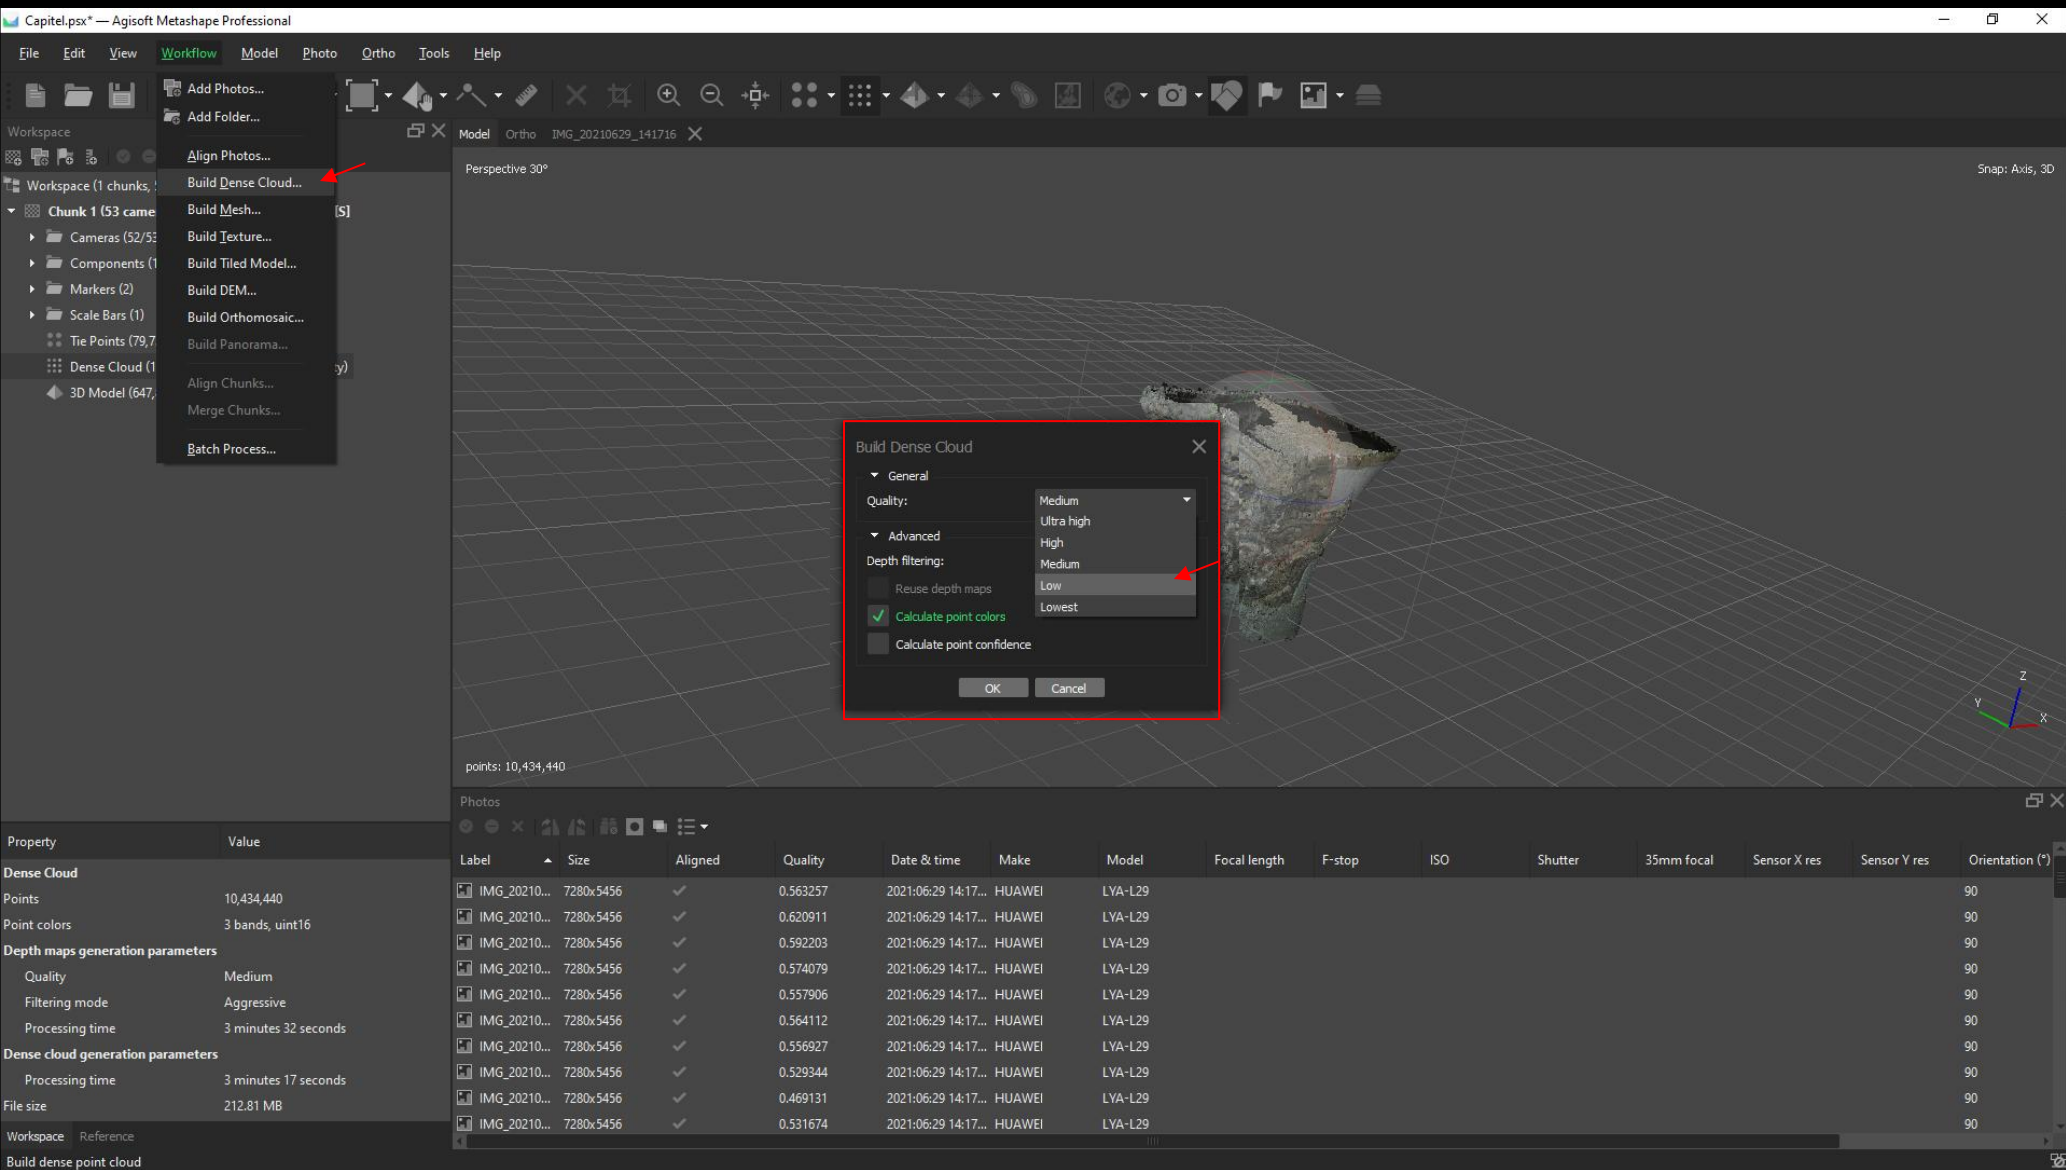 Capitel.psx* — Agisoft Metashape Professional
File Edit View Workflow Model Photo Ortho Tools Help
Add Photos...
Add Folder...
Align Photos...
Build Dense Cloud...
Build Mesh...
Build Texture...
Build Tiled Model...
Build DEM...
Build Orthomosaic...
Build Panorama...
Align Chunks...
Merge Chunks...
Batch Process...
Workspace
Workspace (1 chunks,
Chunk 1 (53 came [S]
Cameras (52/53
Components (1
Markers (2)
Scale Bars (1)
Tie Points (79,7
Dense Cloud (1
3D Model (647,
Model Ortho IMG_20210629_141716
Perspective 30°
Snap: Axis, 3D
Build Dense Cloud
General
Quality: Medium
Ultra high
High
Medium
Low
Lowest
Advanced
Depth filtering:
Reuse depth maps
Calculate point colors
Calculate point confidence
OK Cancel
Z
Y
X
points: 10,434,440
Property Value
Dense Cloud
Points 10,434,440
Point colors 3 bands, uint16
Depth maps generation parameters
Quality Medium
Filtering mode Aggressive
Processing time 3 minutes 32 seconds
Dense cloud generation parameters
Processing time 3 minutes 17 seconds
File size 212.81 MB
Workspace Reference
Build dense point cloud
Photos
Label Size Aligned Quality Date & time Make Model Focal length F-stop ISO Shutter 35mm focal Sensor X res Sensor Y res Orientation (°)
IMG_20210... 7280x5456 0.563257 2021:06:29 14:17... HUAWEI LYA-L29 90
IMG_20210... 7280x5456 0.620911 2021:06:29 14:17... HUAWEI LYA-L29 90
IMG_20210... 7280x5456 0.592203 2021:06:29 14:17... HUAWEI LYA-L29 90
IMG_20210... 7280x5456 0.574079 2021:06:29 14:17... HUAWEI LYA-L29 90
IMG_20210... 7280x5456 0.557906 2021:06:29 14:17... HUAWEI LYA-L29 90
IMG_20210... 7280x5456 0.564112 2021:06:29 14:17... HUAWEI LYA-L29 90
IMG_20210... 7280x5456 0.556927 2021:06:29 14:17... HUAWEI LYA-L29 90
IMG_20210... 7280x5456 0.529344 2021:06:29 14:17... HUAWEI LYA-L29 90
IMG_20210... 7280x5456 0.469131 2021:06:29 14:17... HUAWEI LYA-L29 90
IMG_20210... 7280x5456 0.531674 2021:06:29 14:17... HUAWEI LYA-L29 90